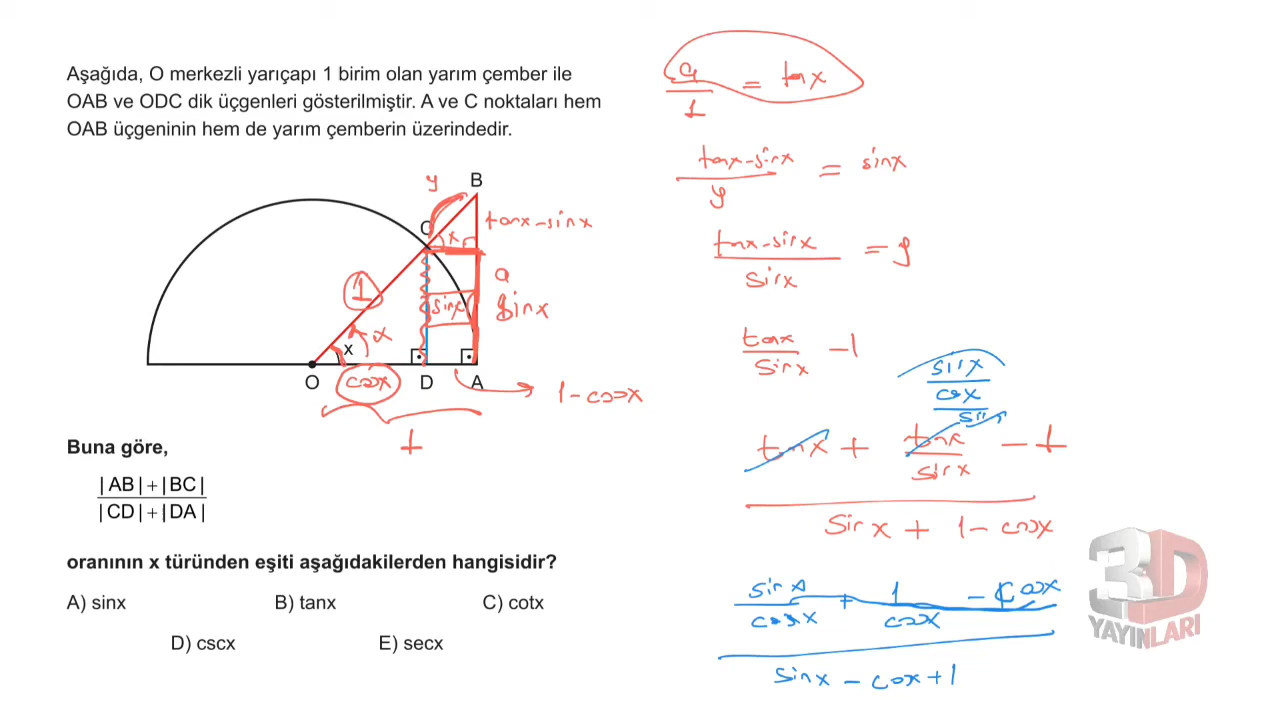 Aşağıda, O merkezli yarıçapı 1 birim olan yarım çember ile
OAB ve ODC dik üçgenleri gösterilmiştir. A ve C noktaları hem
OAB üçgeninin hem de yarım çemberin üzerindedir.
y
B
C
x
tanx-sinx
a
1
sinx
sinx
x
x
O
cosx
D
A
1-cosx
1
Buna göre,
|AB|+|BC|
|CD|+|DA|
oranının x türünden eşiti aşağıdakilerden hangisidir?
A) sinx
B) tanx
C) cotx
D) cscx
E) secx
a/1 = tanx
tanx-sinx/y = sinx
tanx-sinx/sinx = y
tanx/sinx -1
sinx
cosx
sin
tanx + tanx/sinx - 1
sinx + 1-cosx
sinx/cosx + 1/cosx - cosx
sinx - cosx+1
3D
YAYINLARI